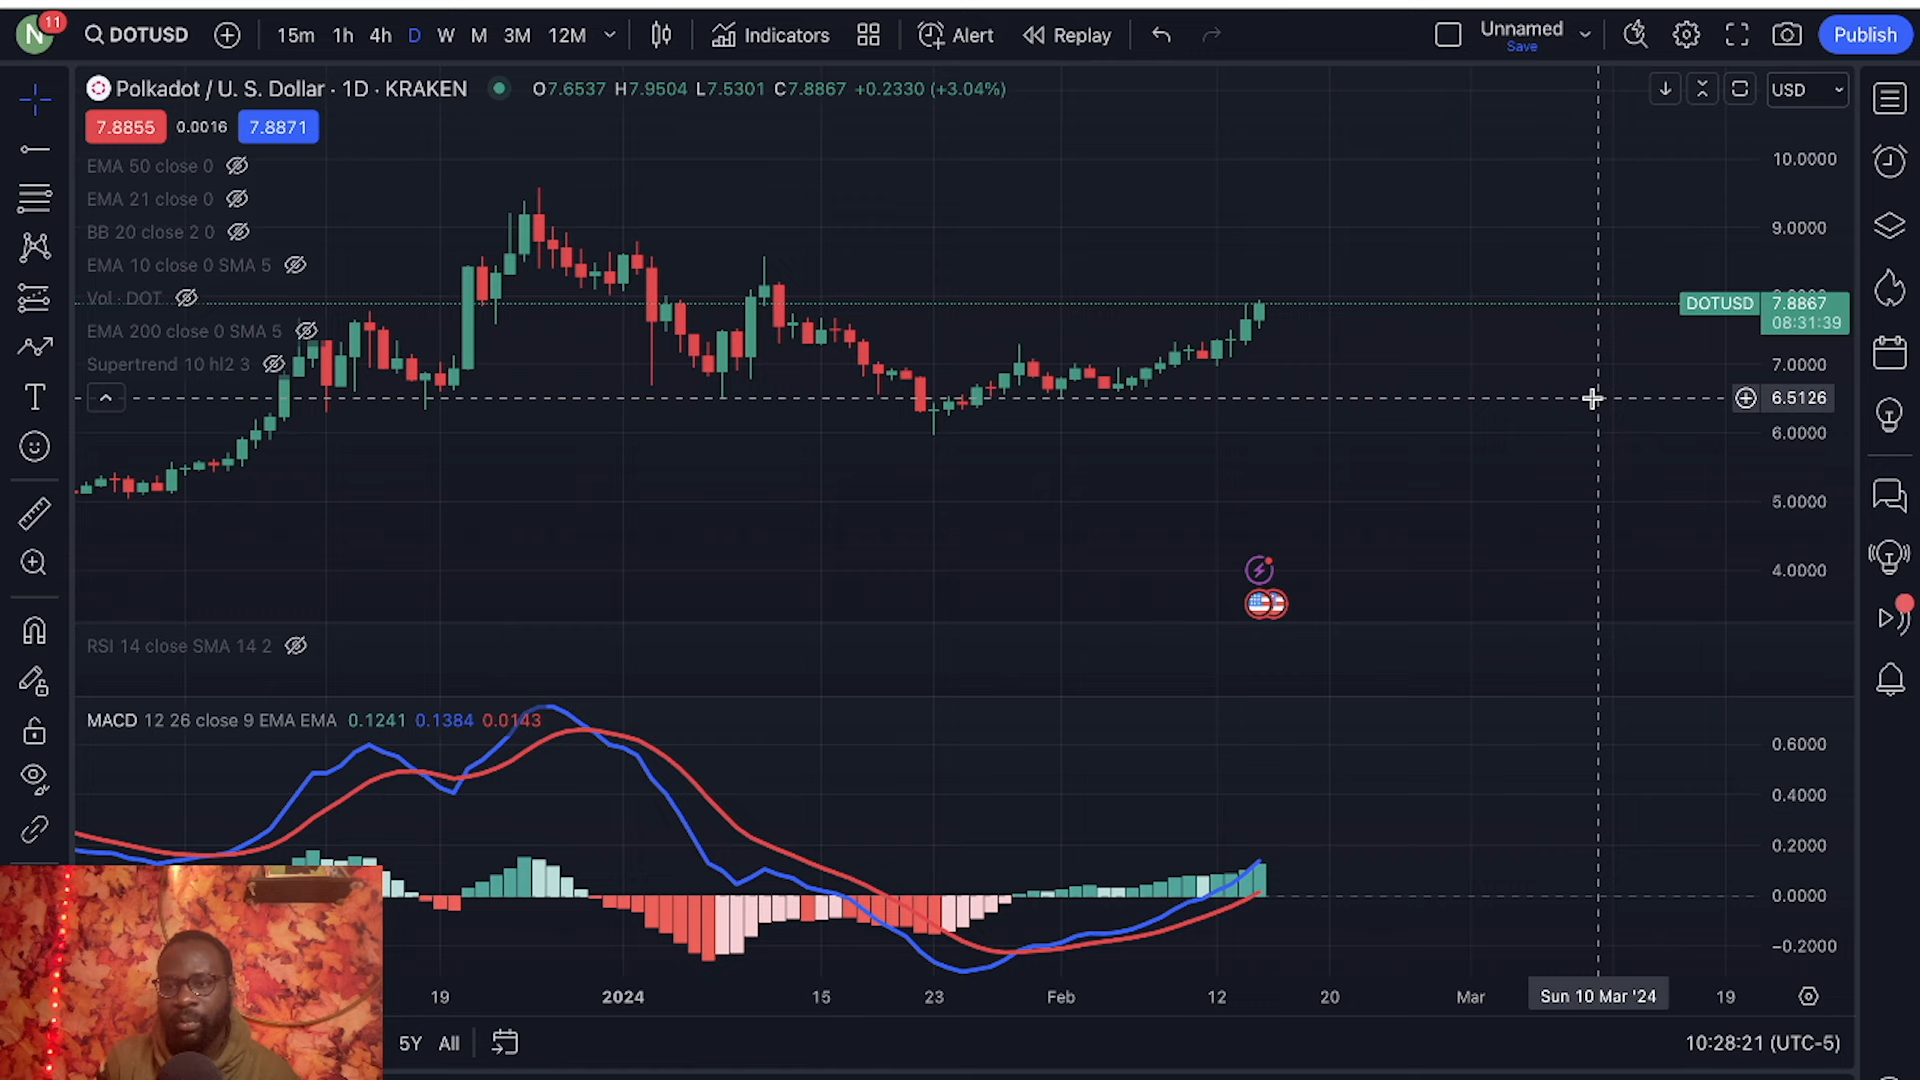 N 11 DOTUSD 15m 1h 4h D W M 3M 12M Indicators Alert Replay Unnamed Save Publish
Polkadot / U. S. Dollar · 1D · KRAKEN O7.6537 H7.9504 L7.5301 C7.8867 +0.2330 (+3.04%) USD
7.8855 0.0016 7.8871
EMA 50 close 0
EMA 21 close 0
BB 20 close 2 0
EMA 10 close 0 SMA 5
Vol · DOT
EMA 200 close 0 SMA 5
Supertrend 10 hl2 3
10.0000
9.0000
DOTUSD 7.8867
08:31:39
7.0000
6.5126
6.0000
5.0000
4.0000
RSI 14 close SMA 14 2
MACD 12 26 close 9 EMA EMA 0.1241 0.1384 0.0143
0.6000
0.4000
0.2000
0.0000
−0.2000
19 2024 15 23 Feb 12 20 Mar Sun 10 Mar '24 19
5Y All 10:28:21 (UTC-5)